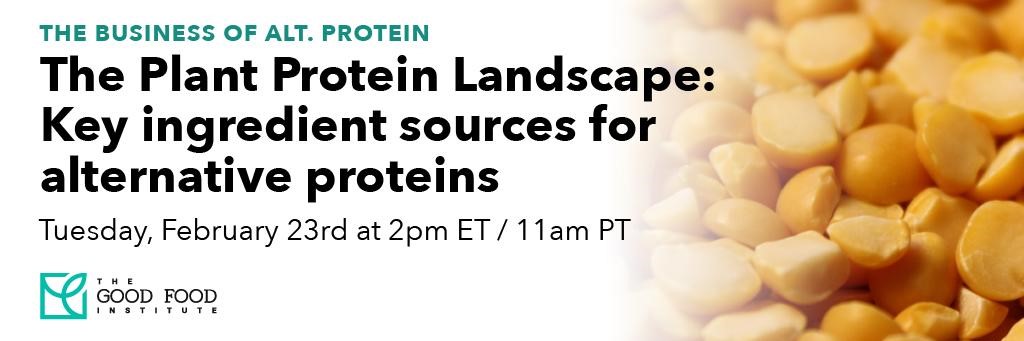 THE BUSINESS OF ALT. PROTEIN
The Plant Protein Landscape:
Key ingredient sources for
alternative proteins
Tuesday, February 23rd at 2pm ET / 11am PT
THE
GOOD FOOD
INSTITUTE